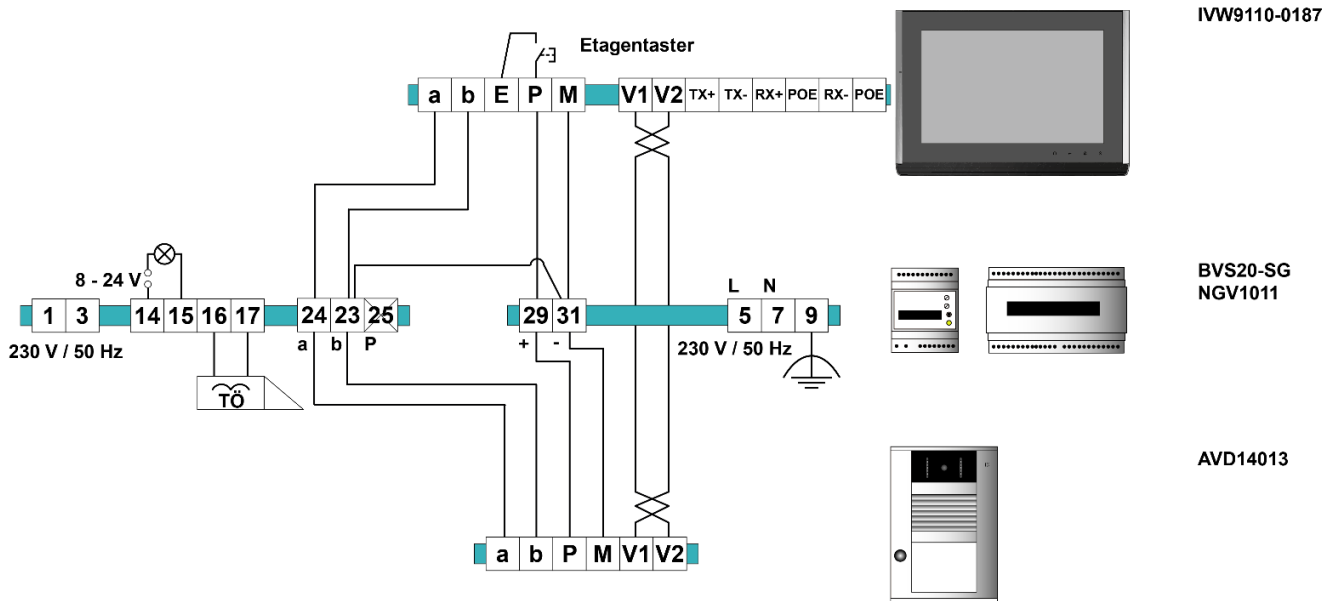 IVW9110-0187
Etagentaster
a b E P M V1 V2 TX+ TX- RX+ POE RX- POE
8 - 24 V
BVS20-SG
NGV1011
L N
1 3 14 15 16 17 24 23 25 29 31 5 7 9
a b P + -
230 V / 50 Hz 230 V / 50 Hz
TÖ
AVD14013
a b P M V1 V2